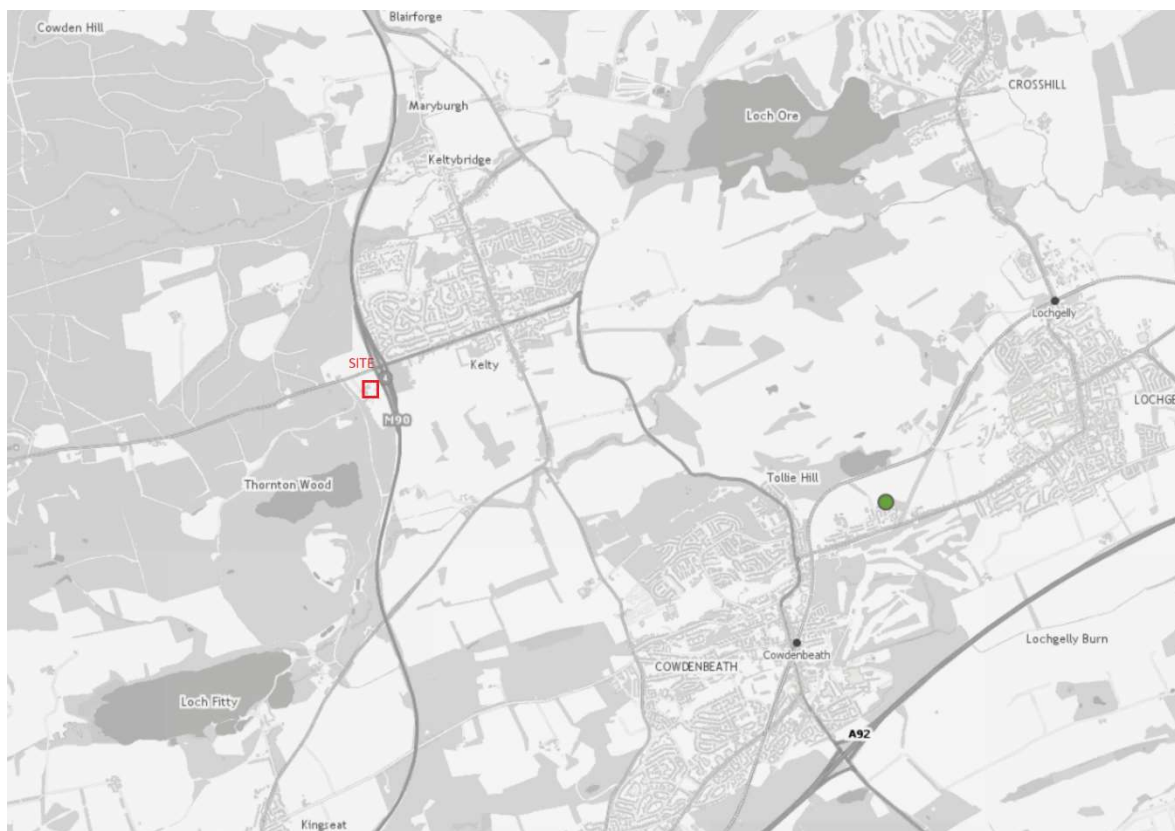 Blairforge
Cowden Hill
CROSSHILL
Maryburgh
Loch Ore
Keltybridge
Lochgelly
SITE
Kelty
4
LOCHGE
M90
Tollie Hill
Thornton Wood
Lochgelly Burn
Cowdenbeath
COWDENBEATH
Loch Fitty
A92
Kingseat